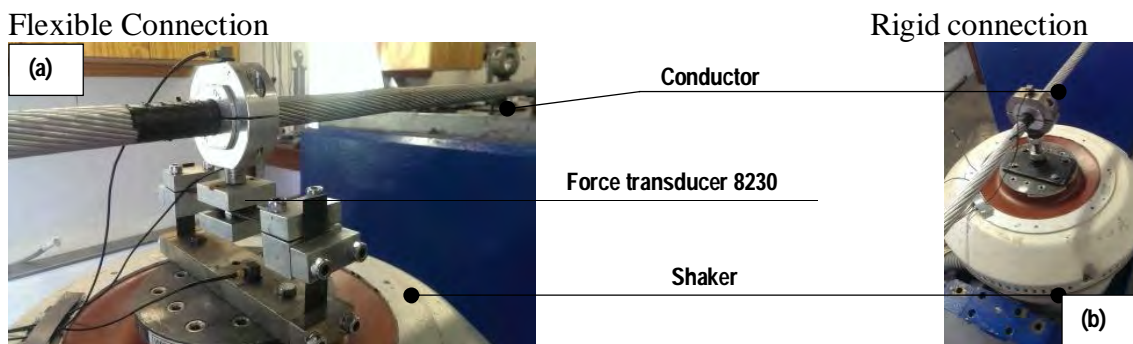 Flexible Connection
Rigid connection
(a)
Conductor
Force transducer 8230
Shaker
(b)